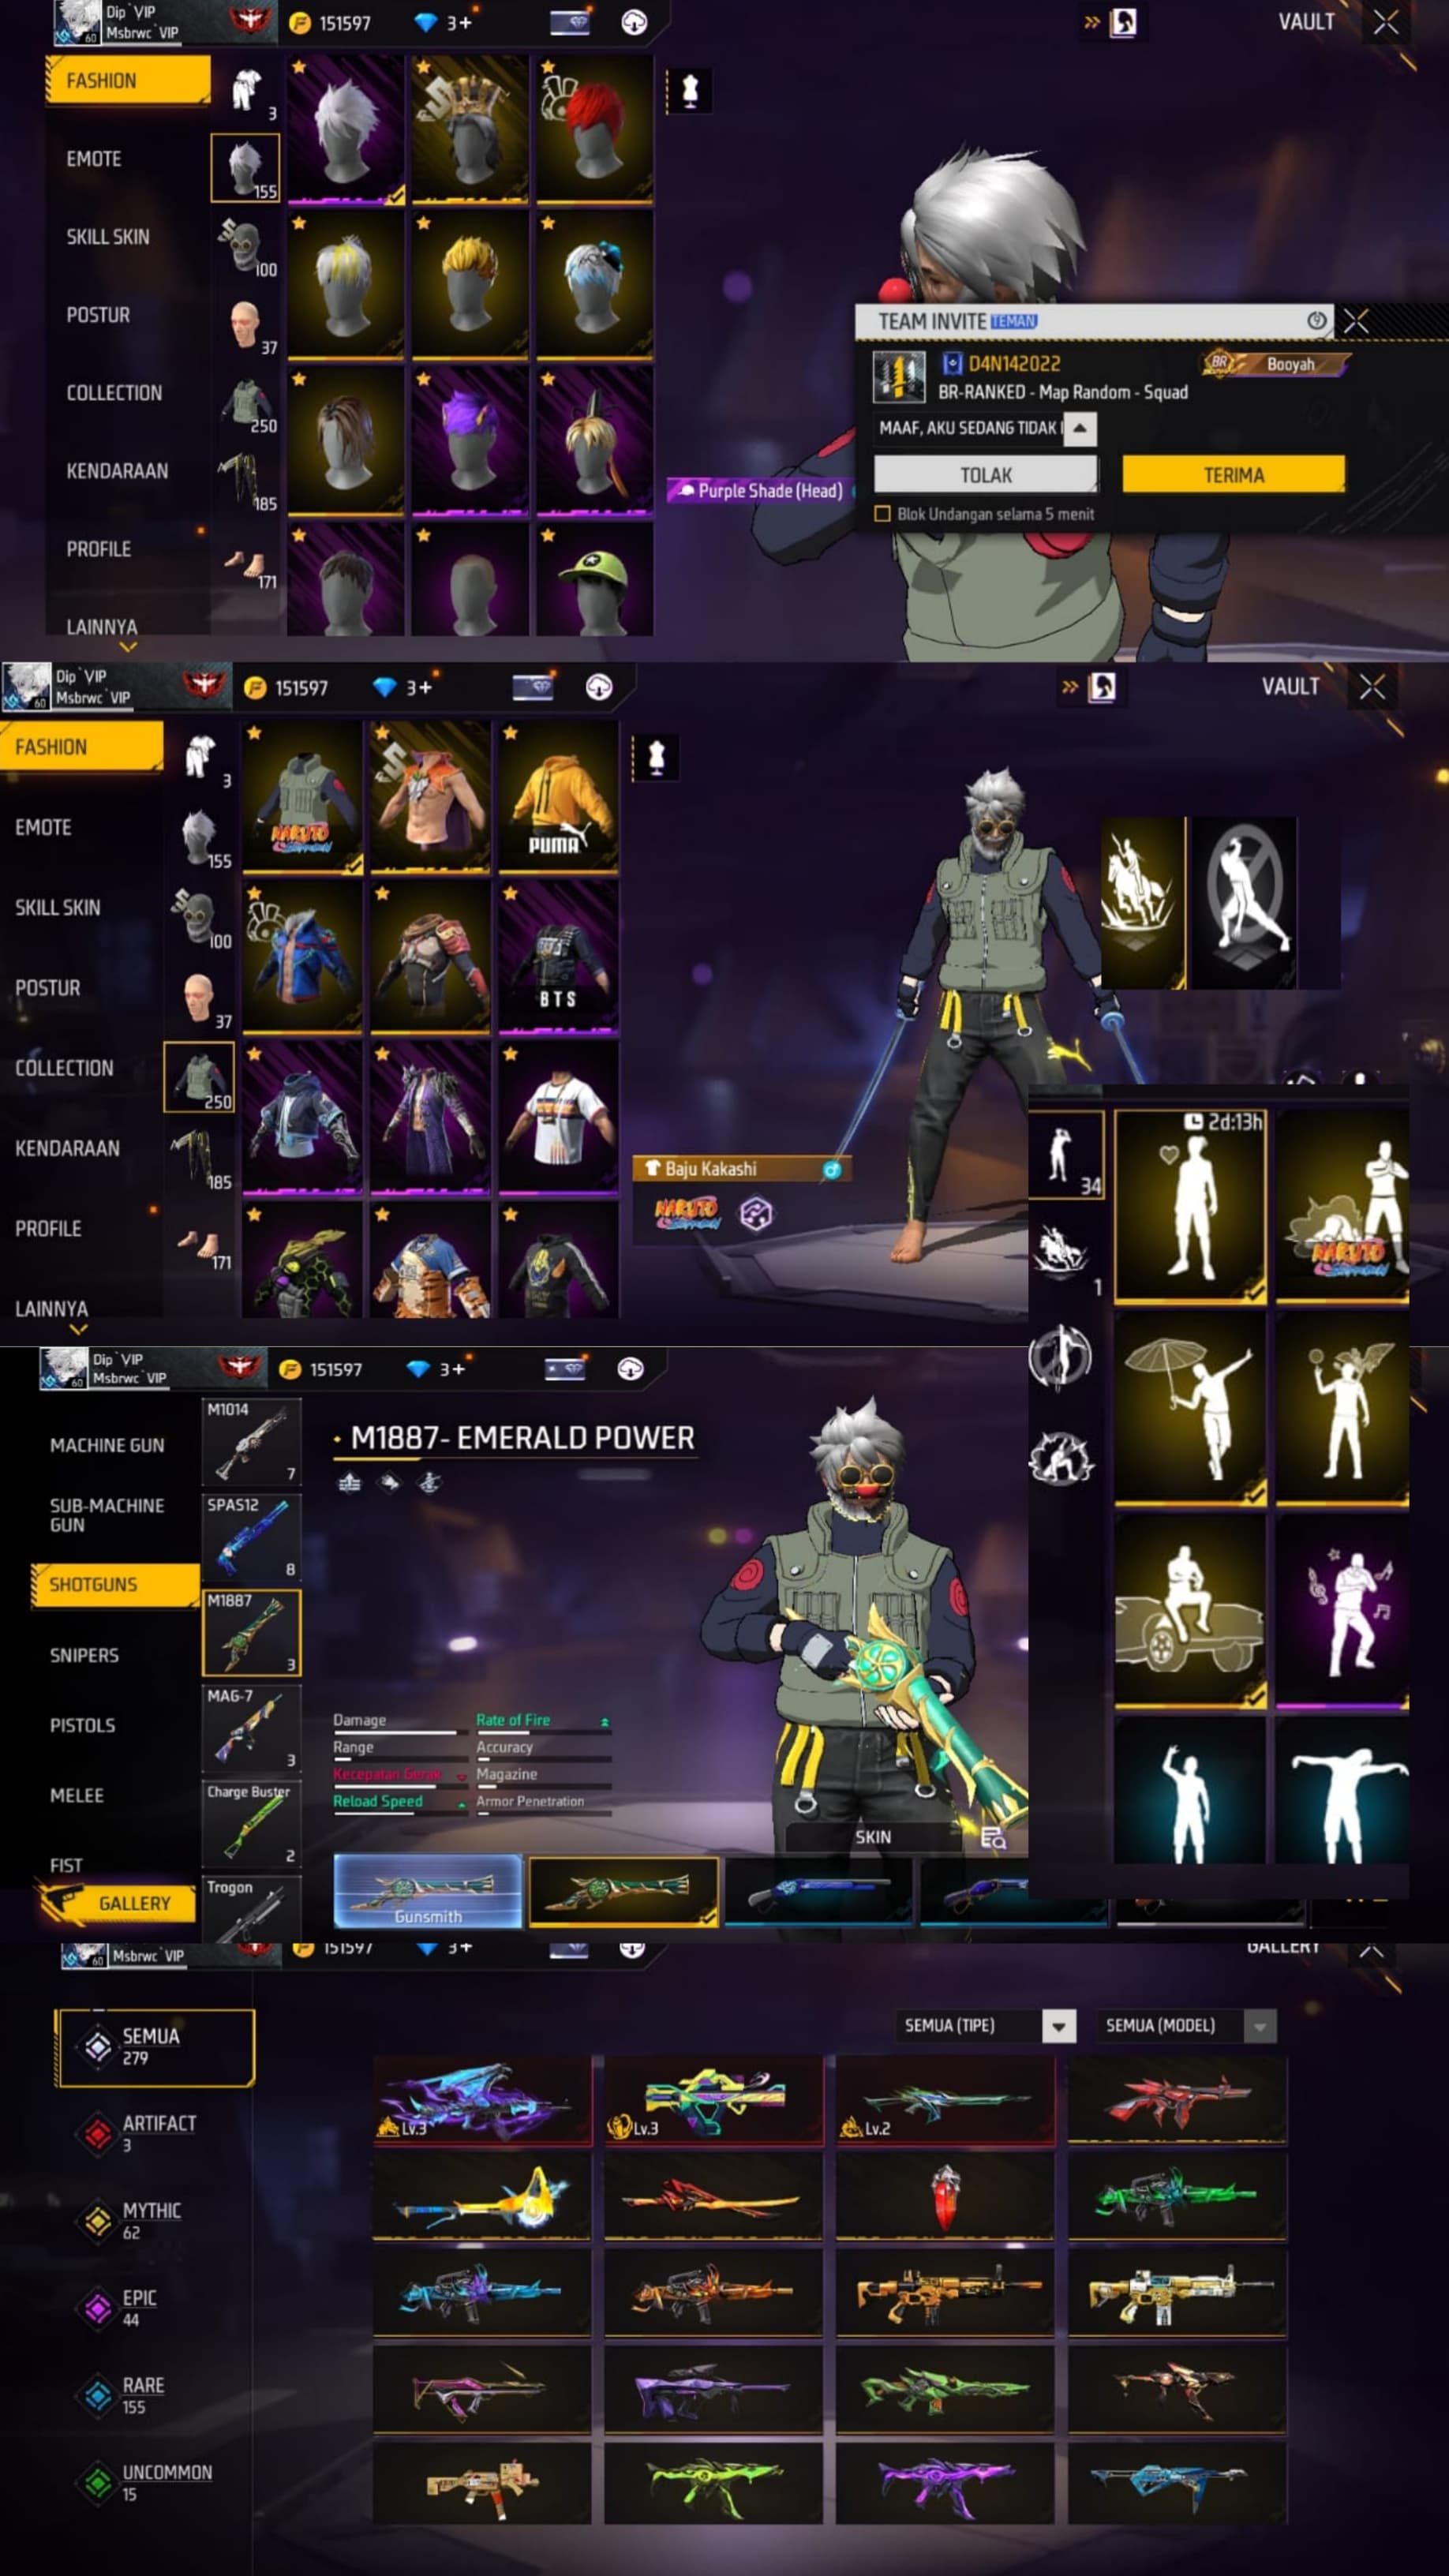 Dip`VIP
Msbrwc`VIP
60
151597
3+
VAULT
FASHION
3
EMOTE
155
SKILL SKIN
100
POSTUR
37
COLLECTION
250
KENDARAAN
185
PROFILE
171
LAINNYA
TEAM INVITE TEMAN
D4N142022
BR
Booyah
BR-RANKED - Map Random - Squad
MAAF, AKU SEDANG TIDAK
TOLAK
TERIMA
Blok Undangan selama 5 menit
Purple Shade (Head)
Dip`VIP
Msbrwc`VIP
60
151597
3+
VAULT
FASHION
3
EMOTE
155
SKILL SKIN
100
POSTUR
37
COLLECTION
250
KENDARAAN
185
PROFILE
171
LAINNYA
NARUTO
PUMA
BTS
Baju Kakashi
NARUTO
2d:13h
34
1
NARUTO
Dip`VIP
Msbrwc`VIP
60
151597
3+
MACHINE GUN
SUB-MACHINE
GUN
SHOTGUNS
SNIPERS
PISTOLS
MELEE
FIST
GALLERY
M1014
7
SPAS12
8
M1887
3
MAG-7
3
Charge Buster
2
Trogon
M1887- EMERALD POWER
Damage
Rate of Fire
Range
Accuracy
Kecepatan Gerak
Magazine
Reload Speed
Armor Penetration
SKIN
Gunsmith
Msbrwc`VIP
60
151597
3+
GALLERY
SEMUA
279
ARTIFACT
3
MYTHIC
62
EPIC
44
RARE
155
UNCOMMON
15
SEMUA (TIPE)
SEMUA (MODEL)
Lv.3
Lv.3
Lv.2